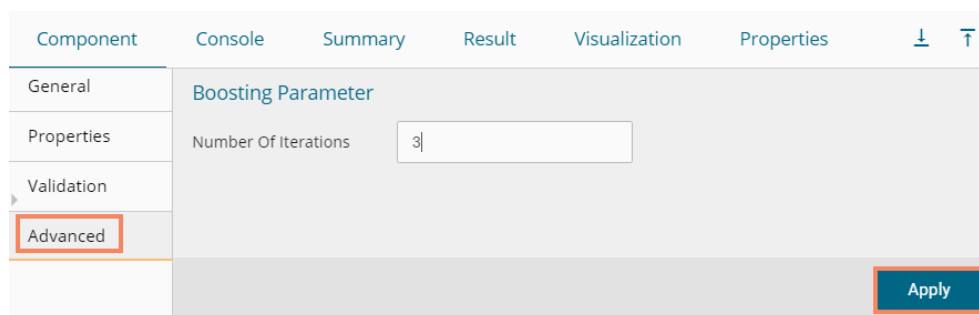 Component Console Summary Result Visualization Properties
General
Boosting Parameter
Properties
Number Of Iterations 3
Validation
Advanced
Apply